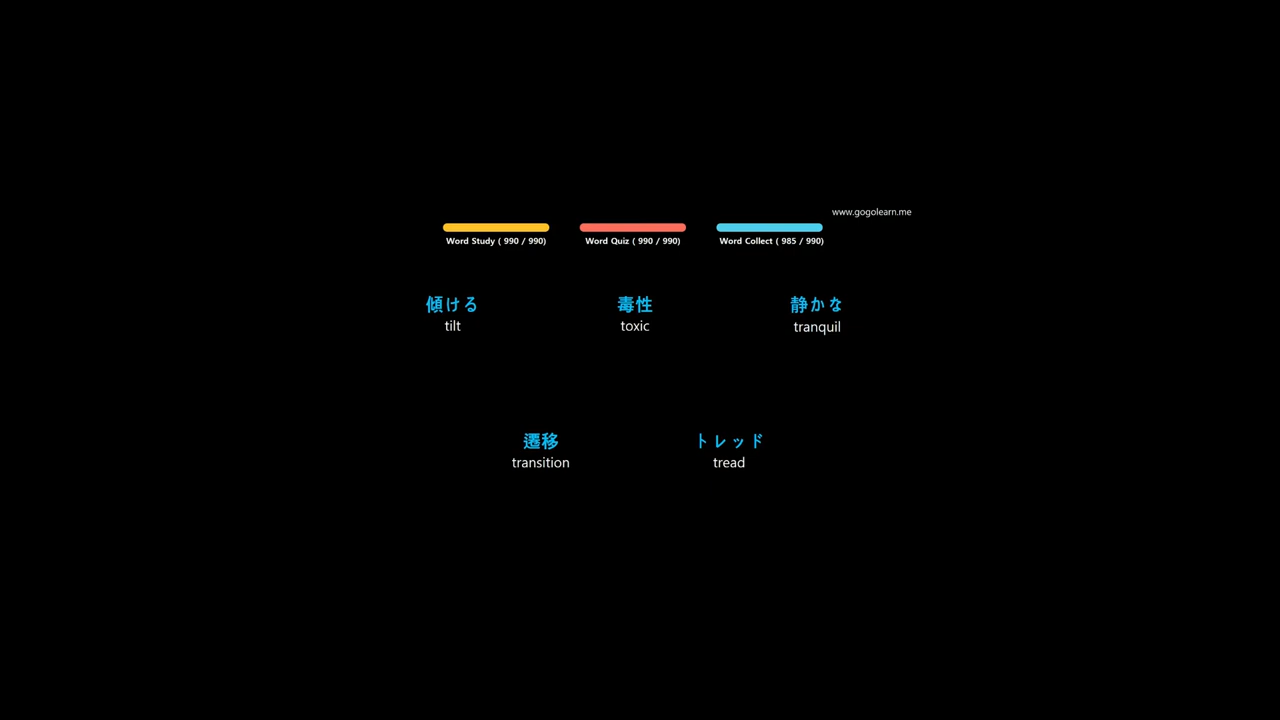 www.gogolearn.me
Word Study ( 990 / 990)
Word Quiz ( 990 / 990)
Word Collect ( 985 / 990)
傾ける
tilt
毒性
toxic
静かな
tranquil
遷移
transition
トレッド
tread